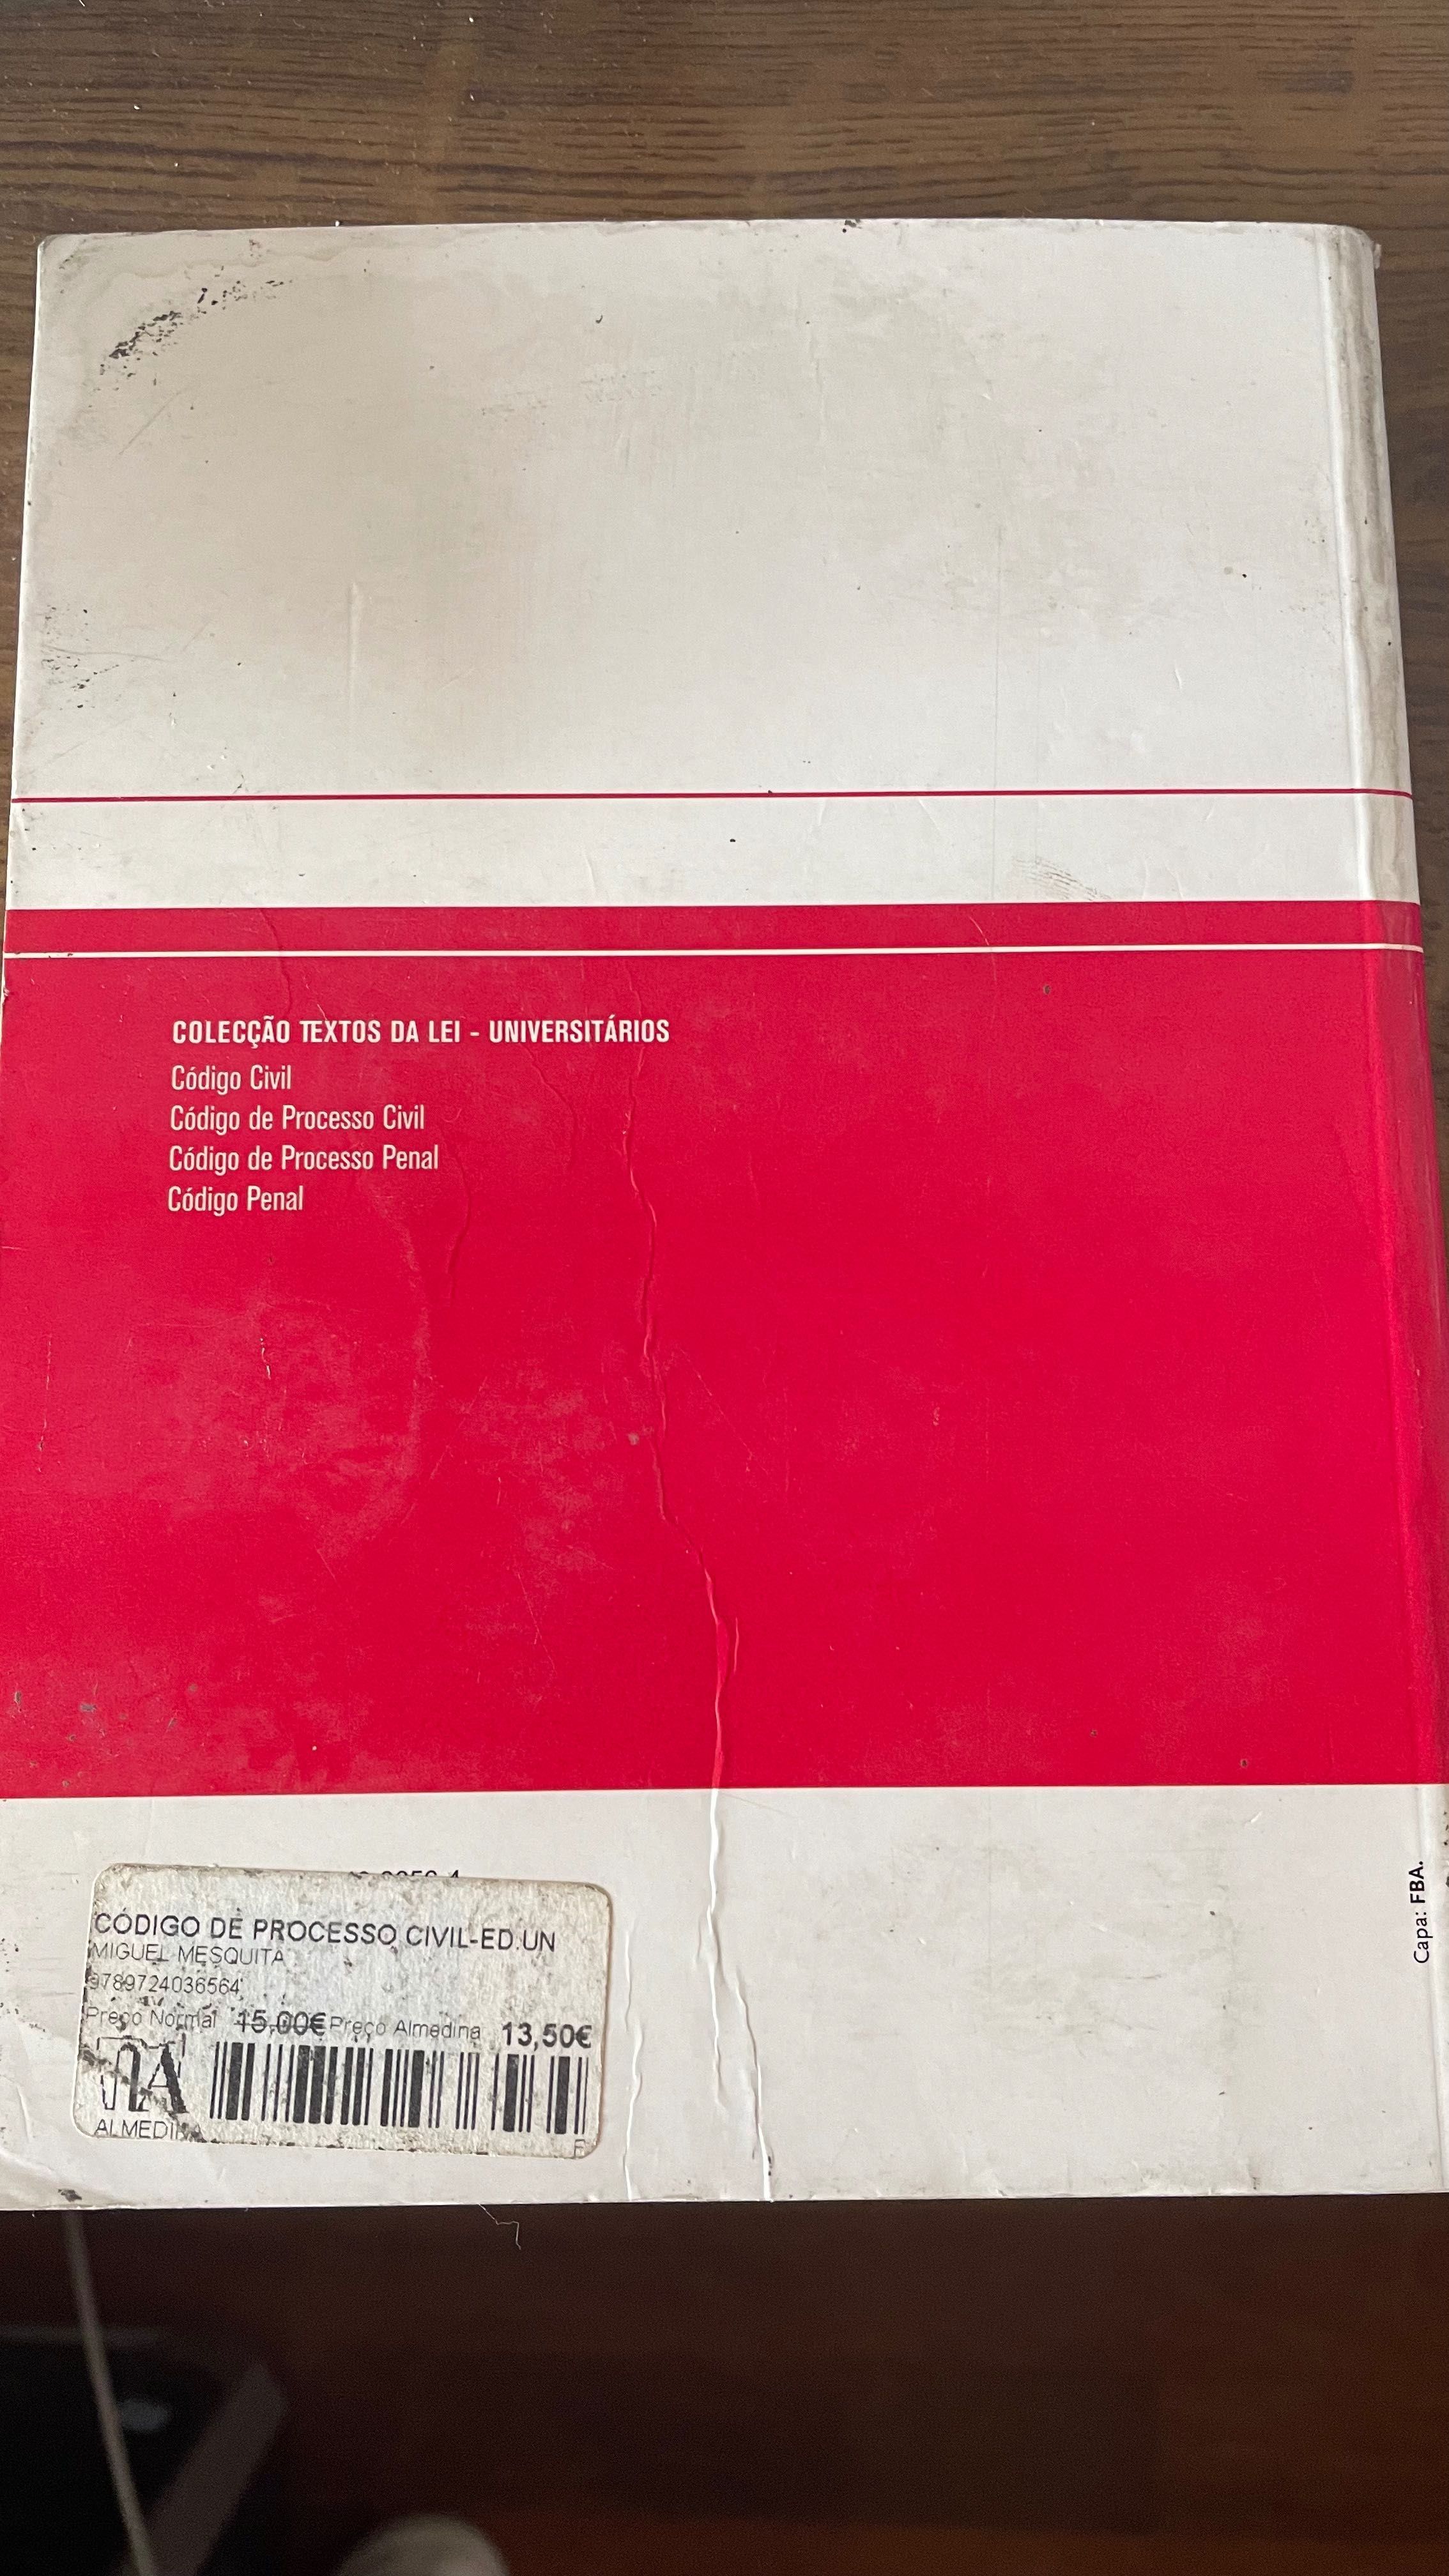 COLECÇÃO TEXTOS DA LEI - UNIVERSITÁRIOS
Código Civil
Código de Processo Civil
Código de Processo Penal
Código Penal
CÓDIGO DE PROCESSO CIVIL-ED.UN
MIGUEL MESQUITA
9789724036564
Preço Normal 15,00€ Preço Almedina 13,50€
ALMEDINA
F
Capa: FBA.